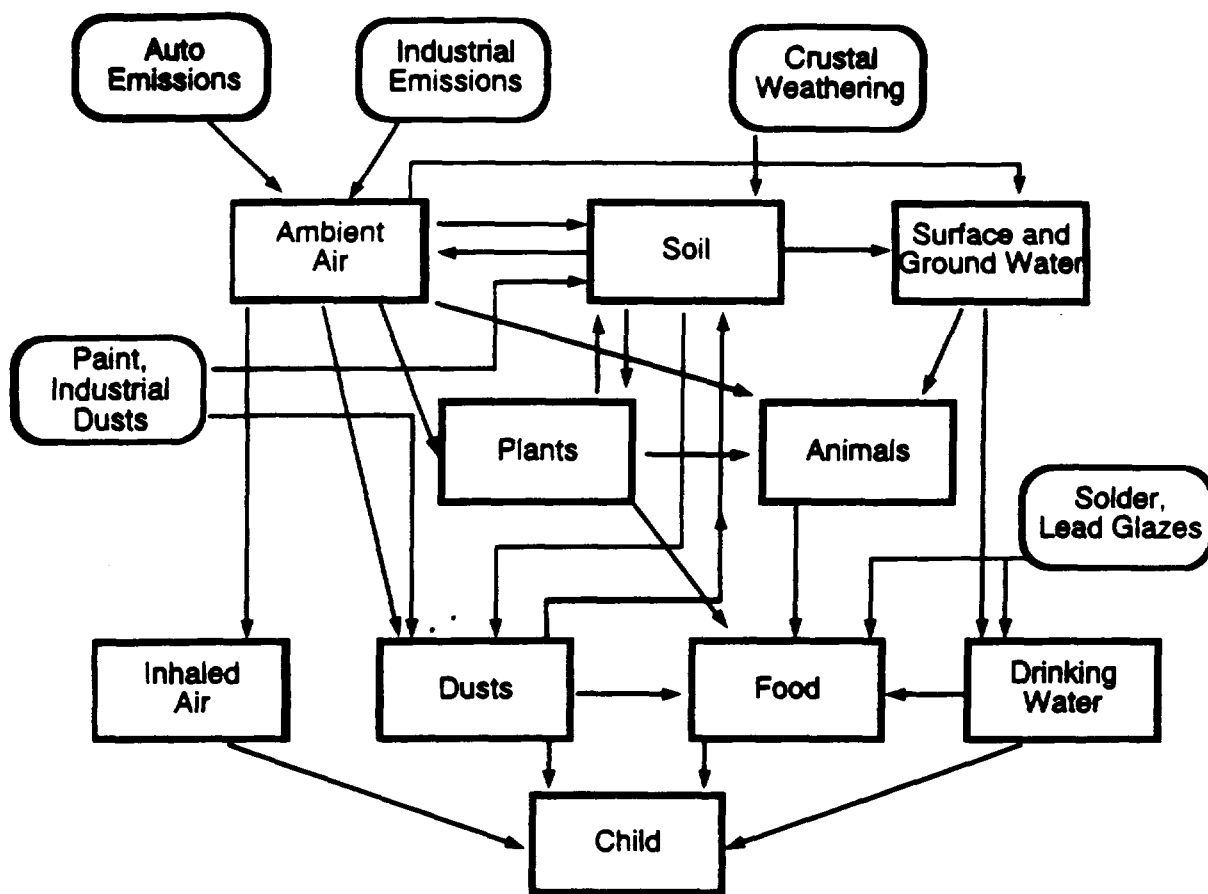 Auto
Emissions
Industrial
Emissions
Crustal
Weathering
Ambient
Air
Soil
Surface and
Ground Water
Paint,
Industrial
Dusts
Plants
Animals
Solder,
Lead Glazes
Inhaled
Air
Dusts
Food
Drinking
Water
Child